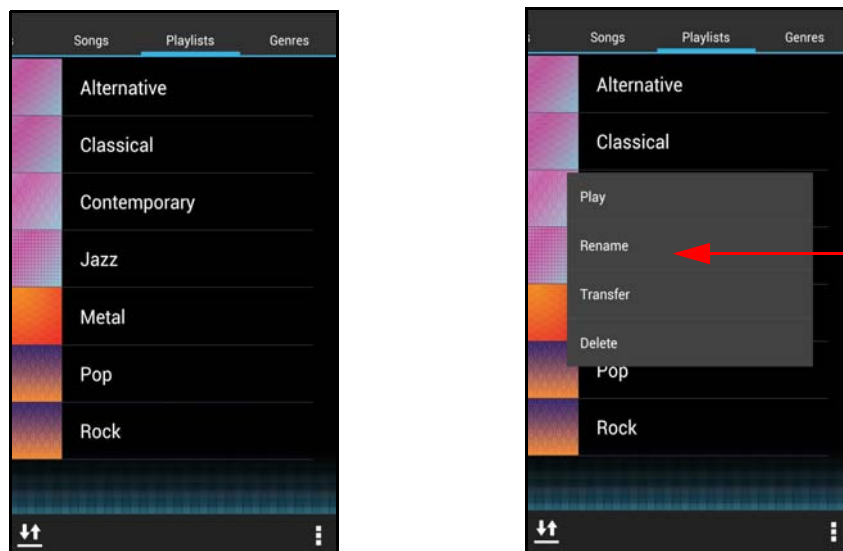 Songs Playlists Genres
Alternative
Classical
Contemporary
Jazz
Metal
Pop
Rock
Songs Playlists Genres
Alternative
Classical
Play
Rename
Transfer
Delete
Pop
Rock